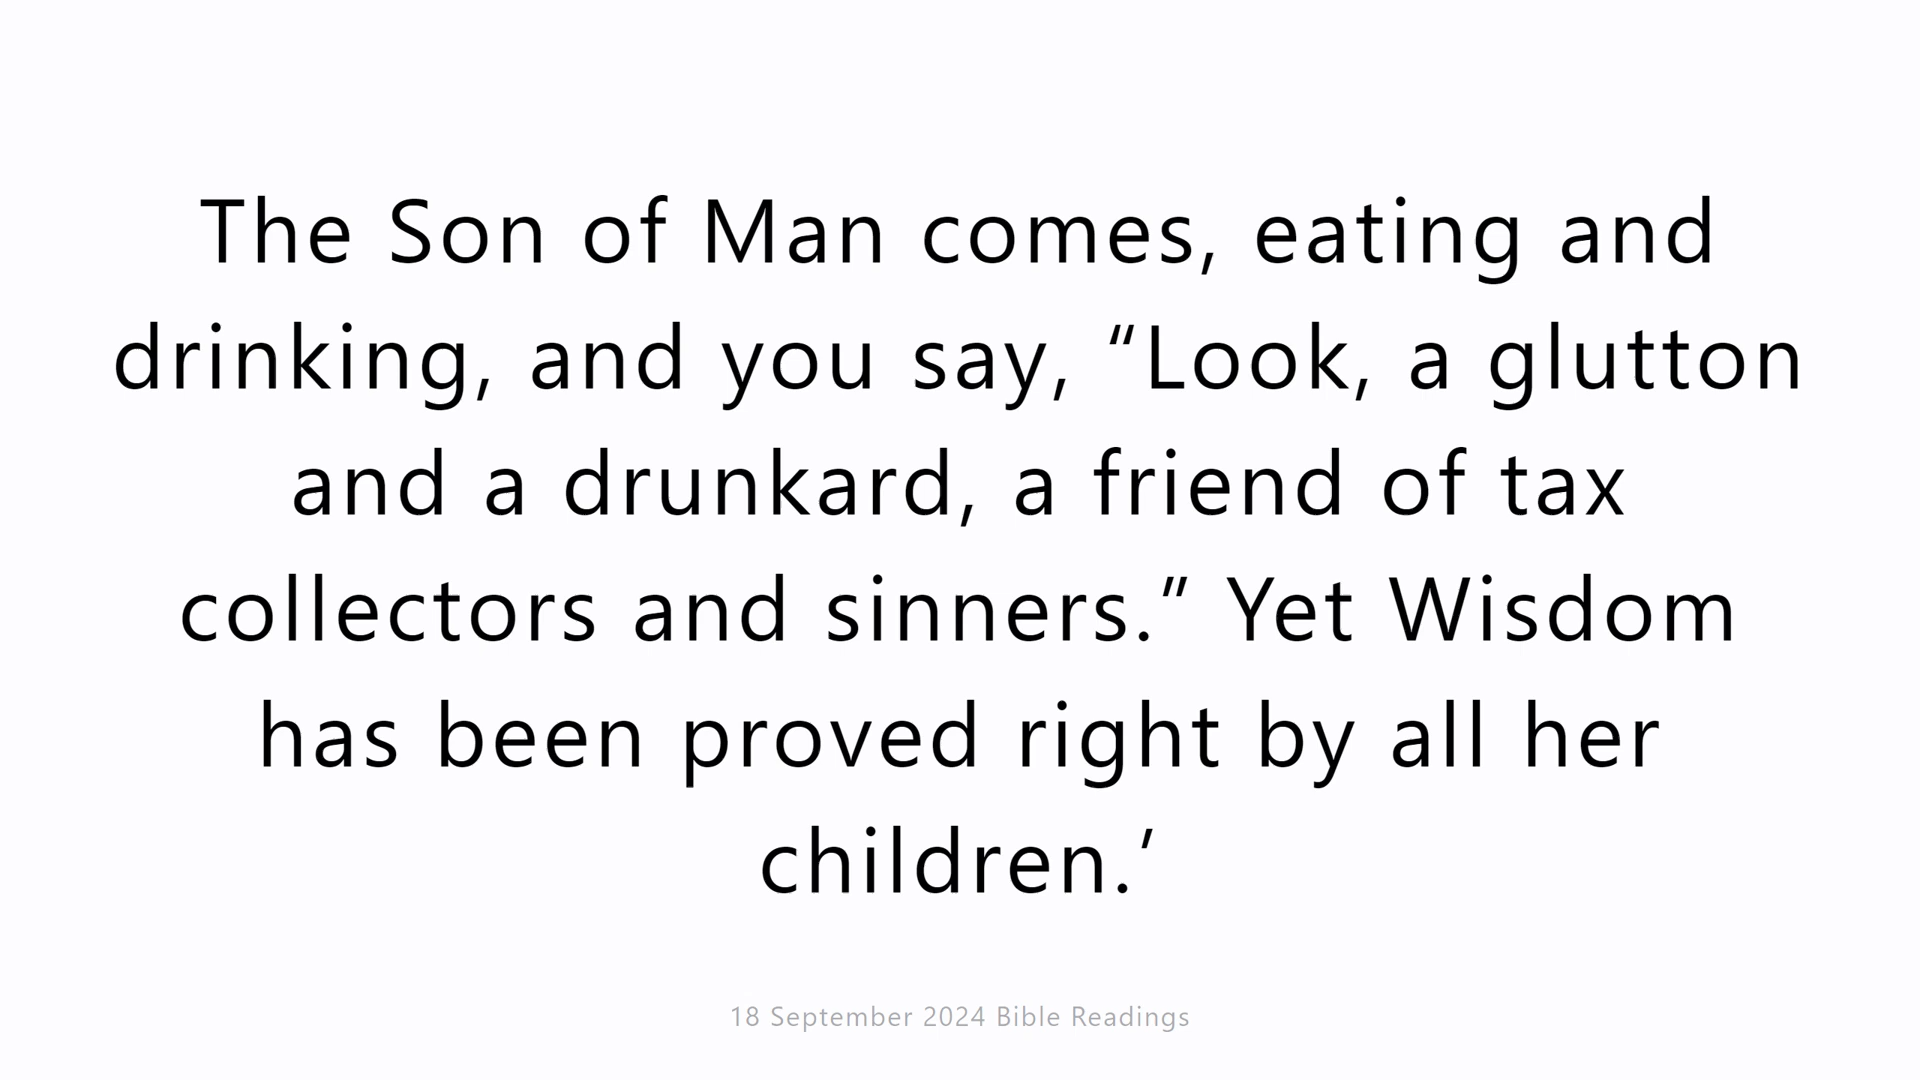 The Son of Man comes, eating and
drinking, and you say, “Look, a glutton
and a drunkard, a friend of tax
collectors and sinners.” Yet Wisdom
has been proved right by all her
children.’
18 September 2024 Bible Readings